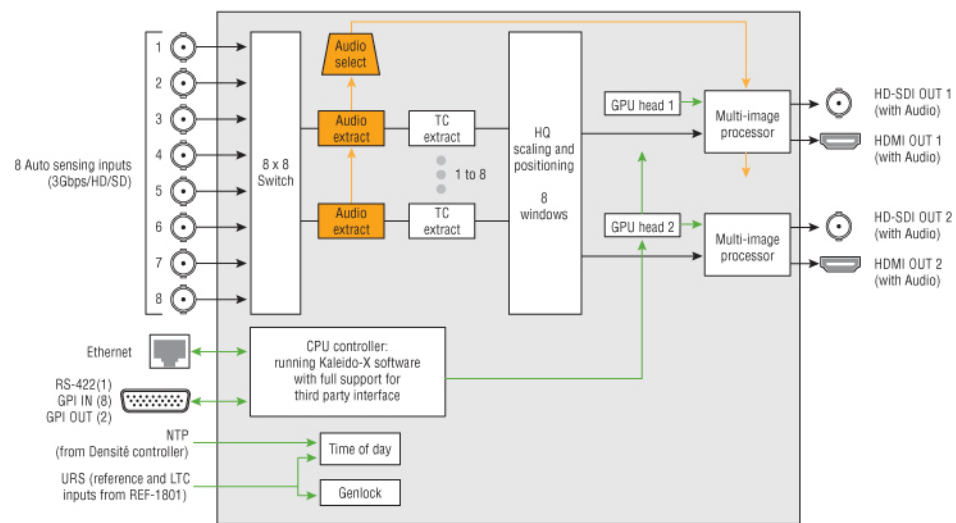 8 Auto sensing inputs
(3Gbps/HD/SD)
1
2
3
4
5
6
7
8
8 x 8
Switch
Audio
select
Audio
extract
TC
extract
1 to 8
Audio
extract
TC
extract
HQ
scaling and
positioning
8
windows
GPU head 1
Multi-image
processor
HD-SDI OUT 1
(with Audio)
HDMI OUT 1
(with Audio)
GPU head 2
Multi-image
processor
HD-SDI OUT 2
(with Audio)
HDMI OUT 2
(with Audio)
Ethernet
RS-422(1)
GPI IN (8)
GPI OUT (2)
CPU controller:
running Kaleido-X software
with full support for
third party interface
NTP
(from Densité controller)
Time of day
URS (reference and LTC
inputs from REF-1801)
Genlock